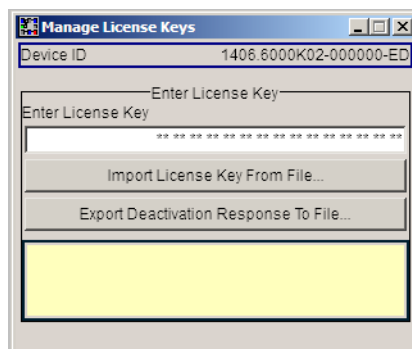 Manage License Keys
Device ID 1406.6000K02-000000-ED
Enter License Key
Enter License Key
** ** ** ** ** ** ** ** ** ** ** ** ** ** ** **
Import License Key From File...
Export Deactivation Response To File...